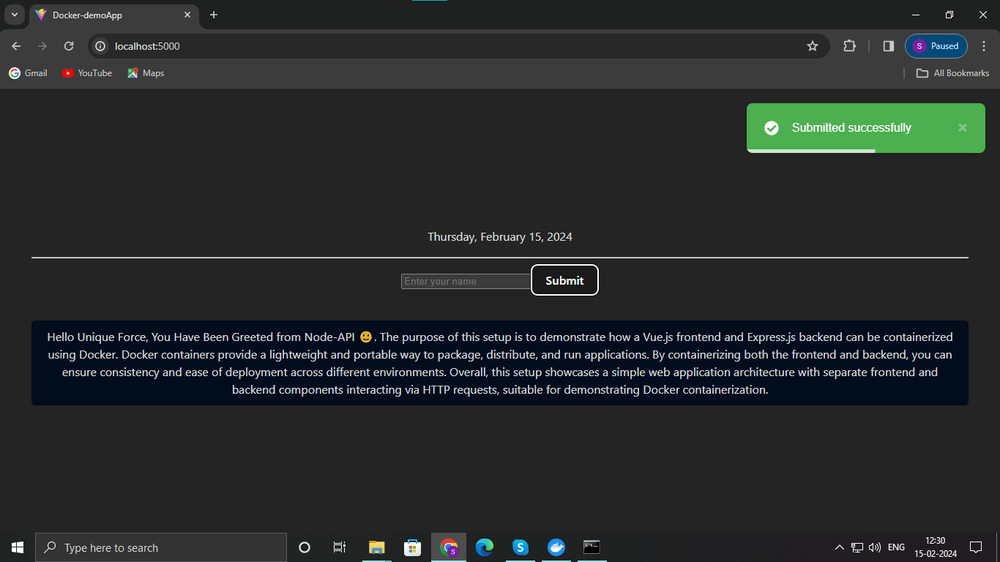 Docker-demoApp
localhost:5000
S Paused
Gmail YouTube Maps All Bookmarks
Submitted successfully
Thursday, February 15, 2024
Enter your name Submit
Hello Unique Force, You Have Been Greeted from Node-API 🙂. The purpose of this setup is to demonstrate how a Vue.js frontend and Express.js backend can be containerized
using Docker. Docker containers provide a lightweight and portable way to package, distribute, and run applications. By containerizing both the frontend and backend, you can
ensure consistency and ease of deployment across different environments. Overall, this setup showcases a simple web application architecture with separate frontend and
backend components interacting via HTTP requests, suitable for demonstrating Docker containerization.
Type here to search
S
S
ENG
12:30
15-02-2024